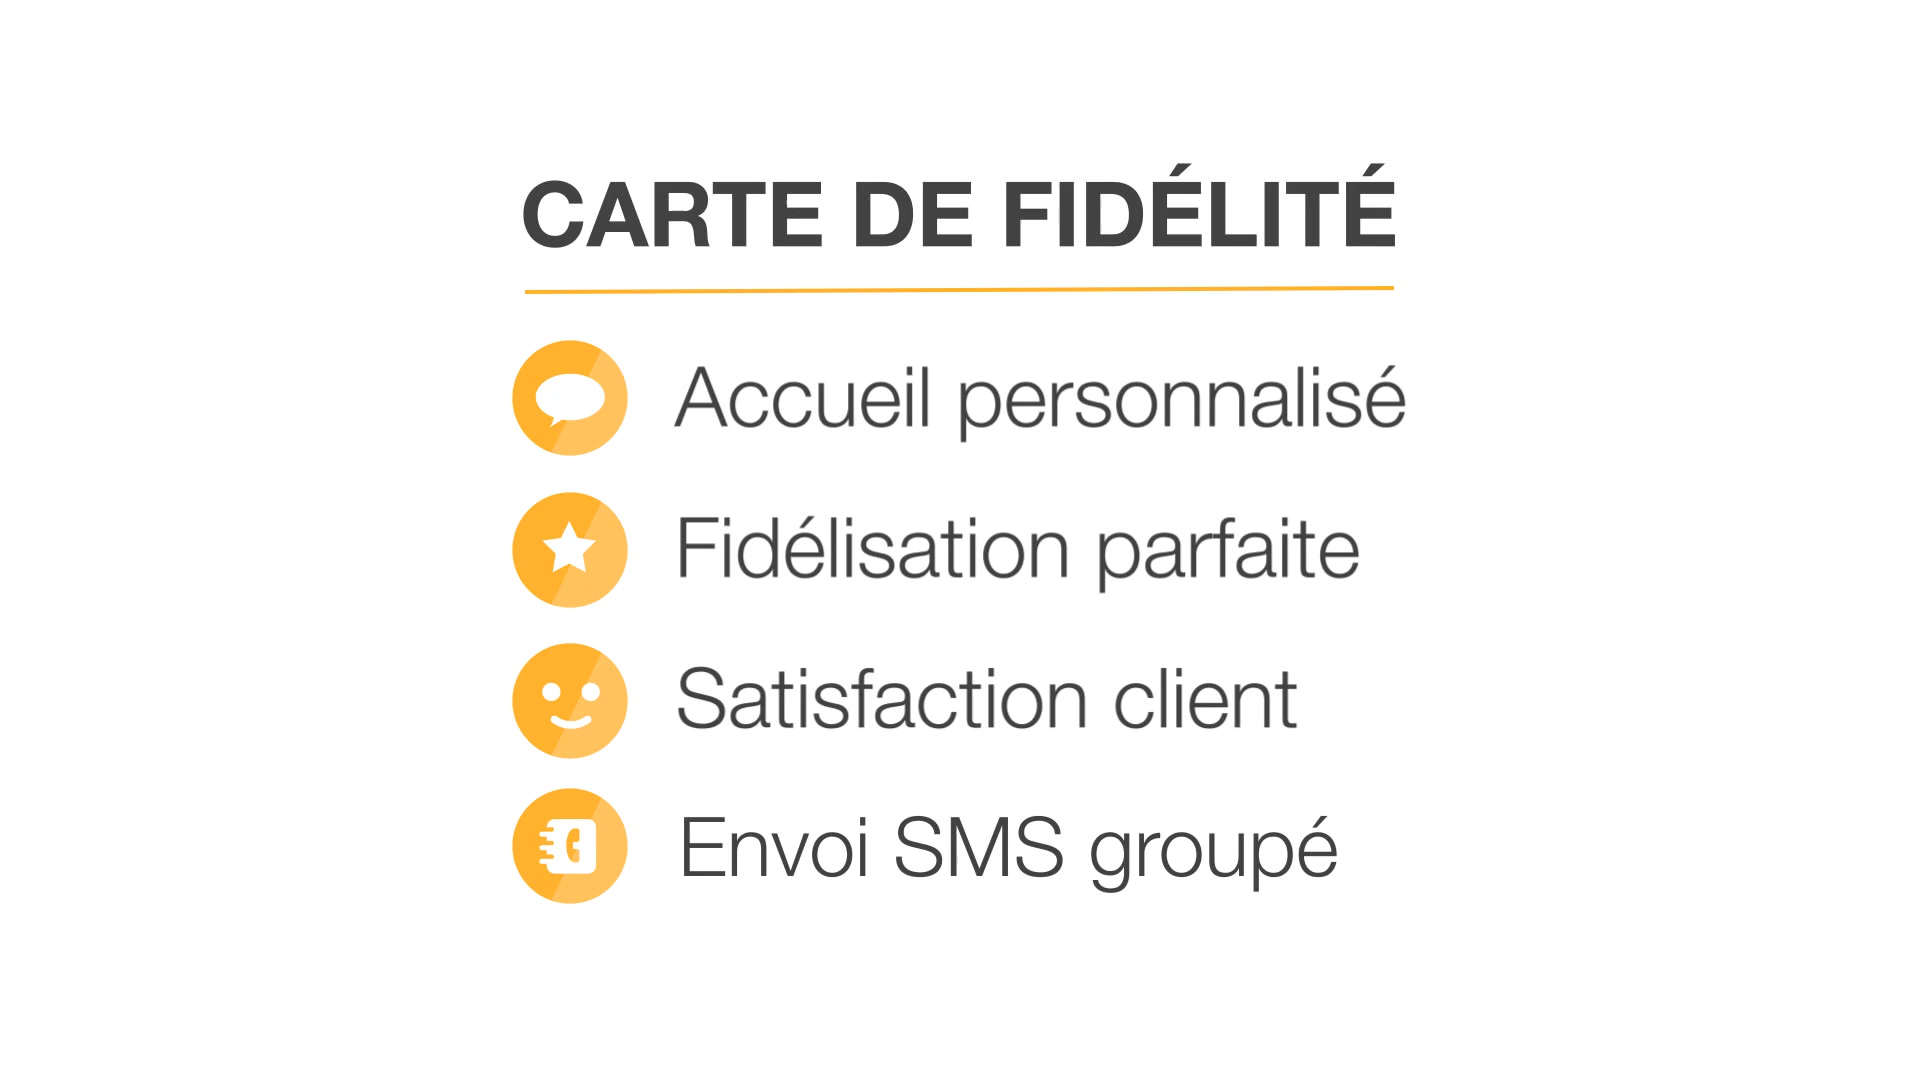 CARTE DE FIDÉLITÉ
Accueil personnalisé
Fidélisation parfaite
Satisfaction client
Envoi SMS groupé